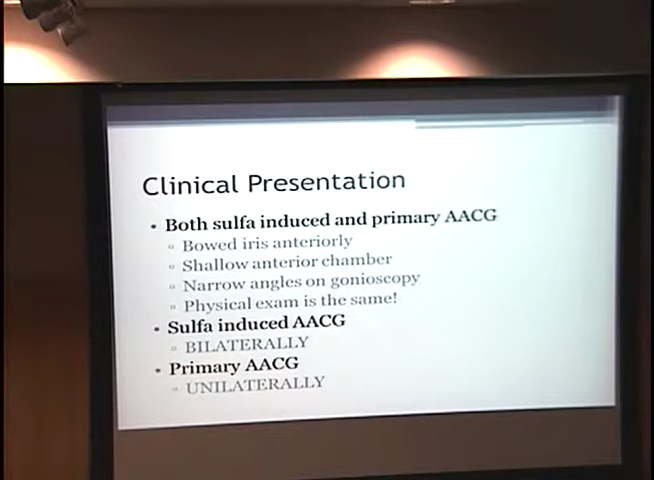 Clinical Presentation
• Both sulfa induced and primary AACG
▫ Bowed iris anteriorly
▫ Shallow anterior chamber
▫ Narrow angles on gonioscopy
▫ Physical exam is the same!
• Sulfa induced AACG
▫ BILATERALLY
• Primary AACG
▫ UNILATERALLY